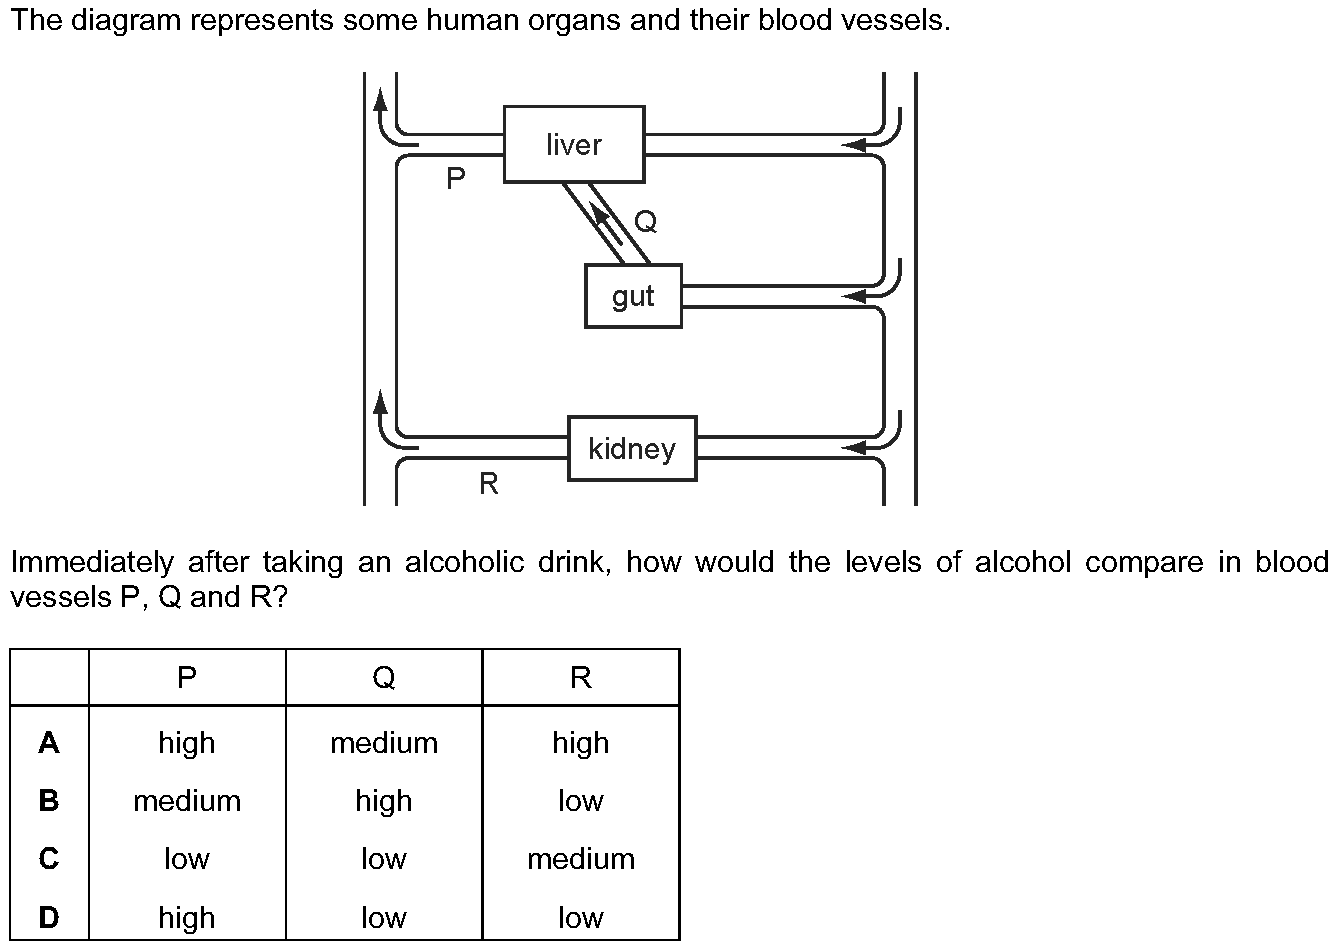 The diagram represents some human organs and their blood vessels.
liver
P
Q
gut
kidney
R
Immediately after taking an alcoholic drink, how would the levels of alcohol compare in blood
vessels P, Q and R?
P Q R
A high medium high
B medium high low
C low low medium
D high low low